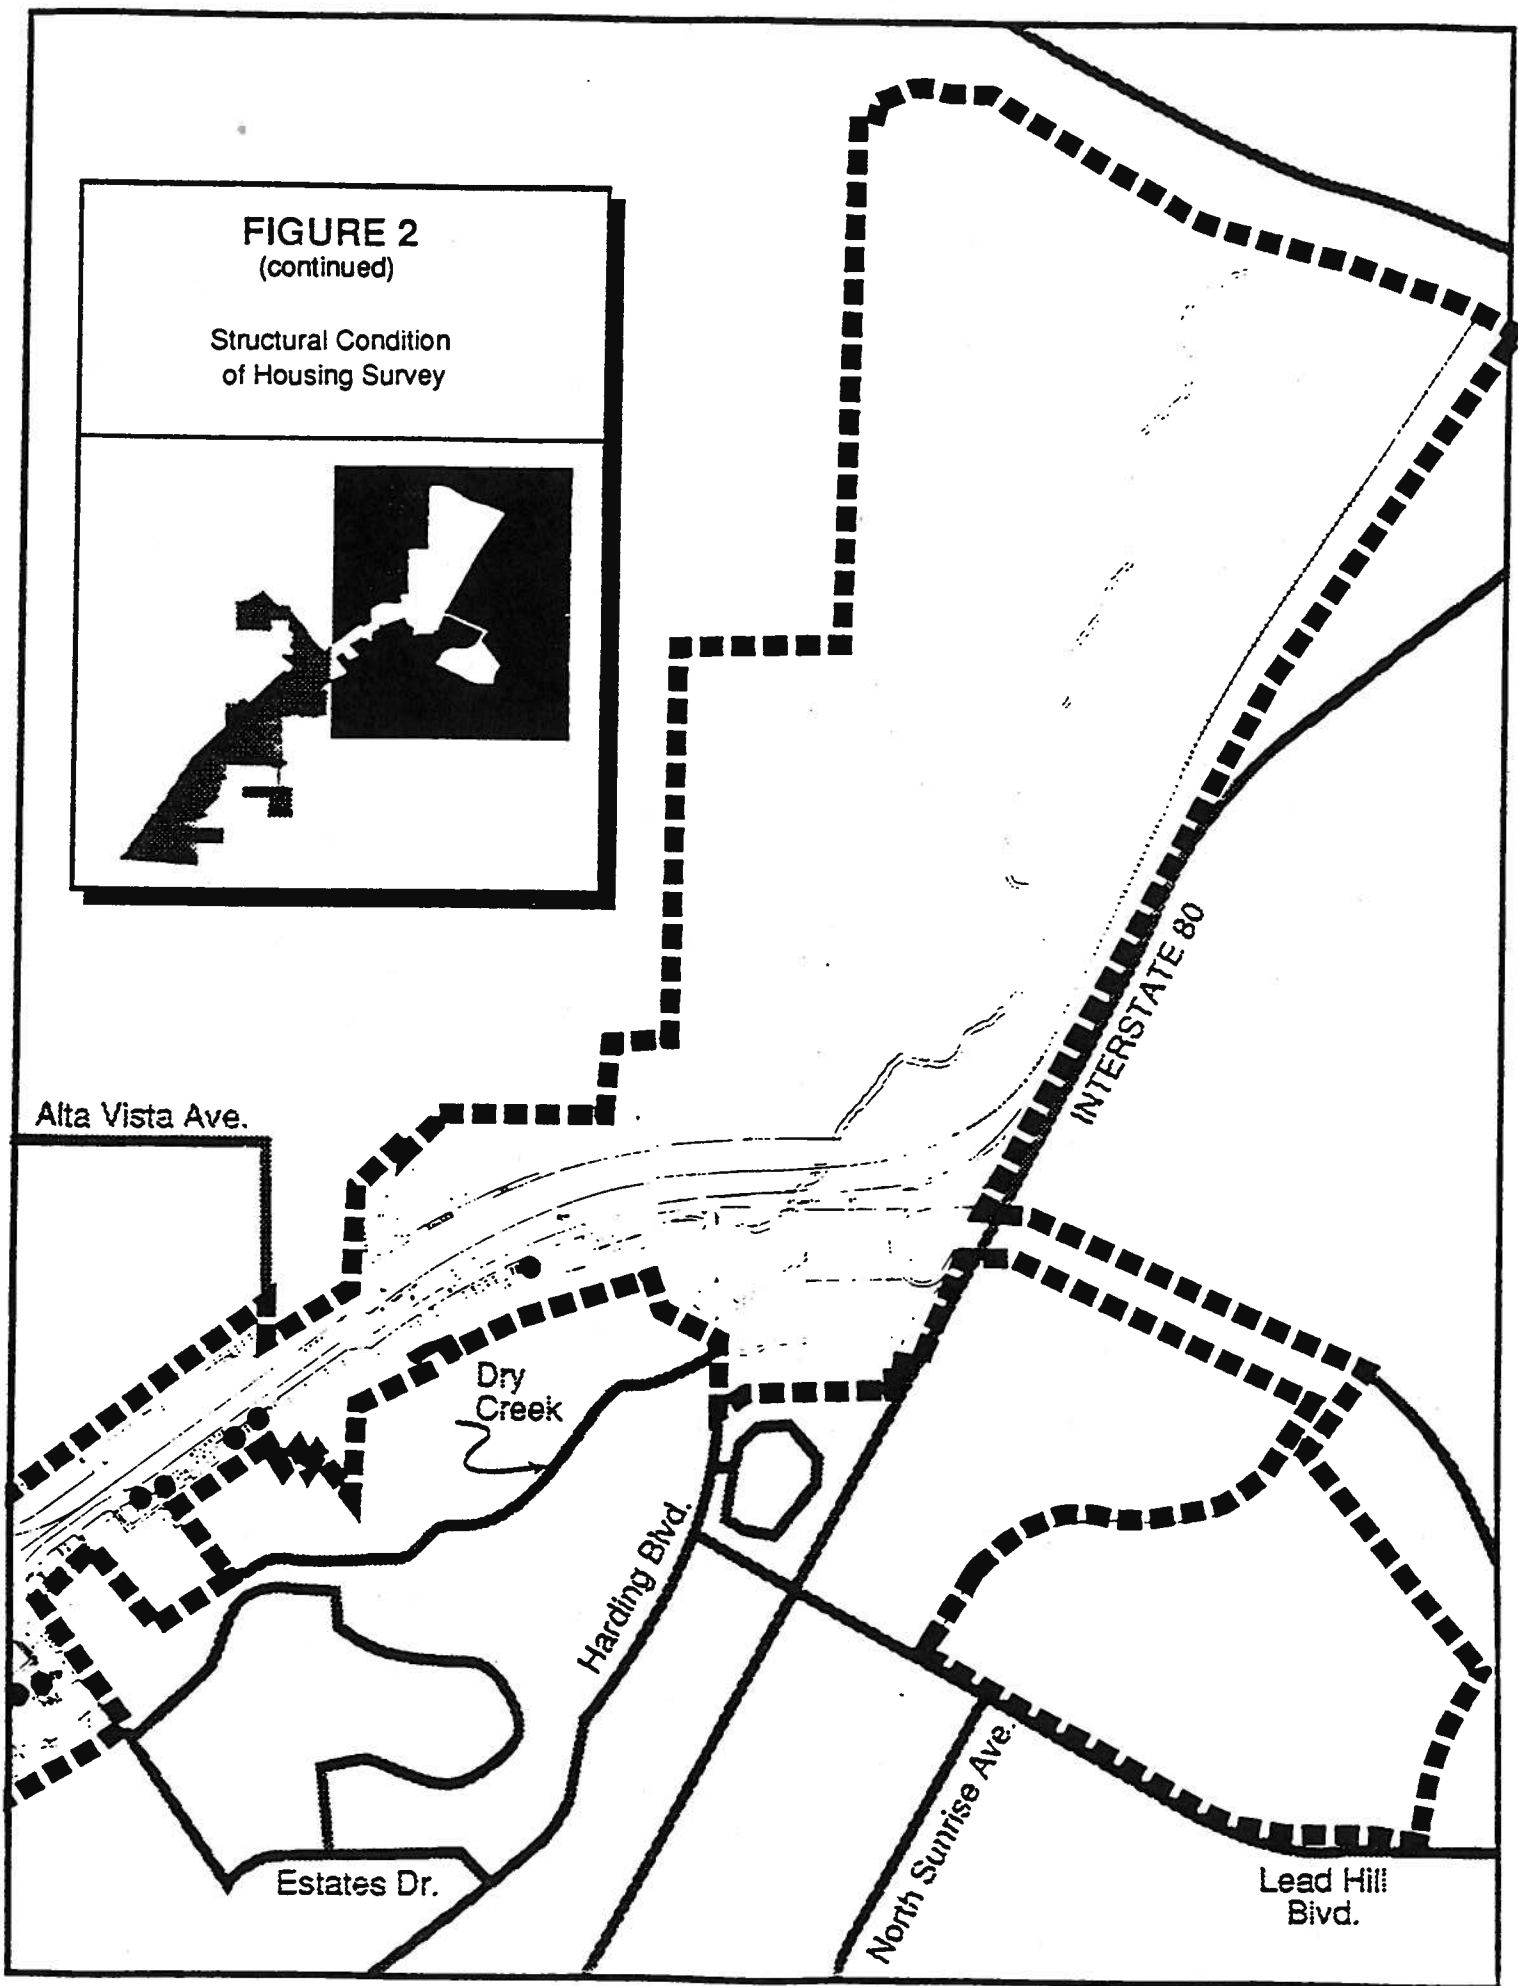 FIGURE 2
(continued)
Structural Condition
of Housing Survey
INTERSTATE 80
Alta Vista Ave.
Dry
Creek
Harding Blvd.
North Sunrise Ave.
Estates Dr.
Lead Hill
Blvd.